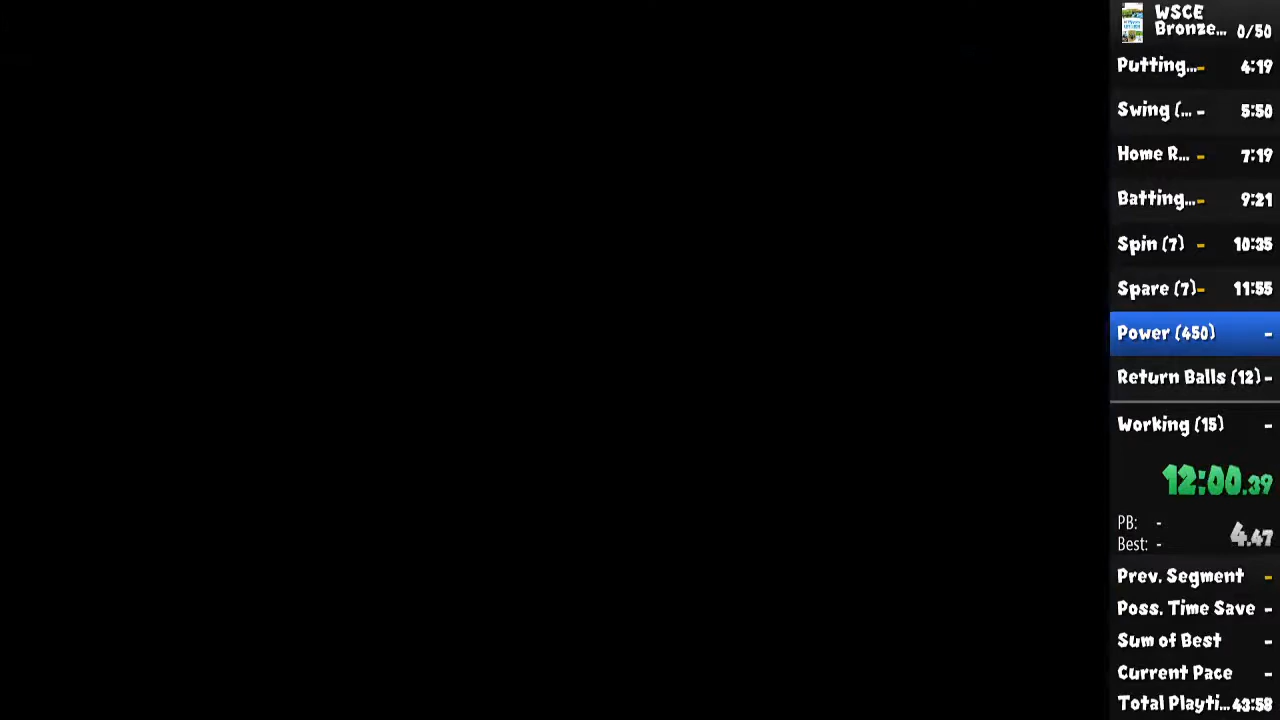 WSCE
Bronze... 0/50
Putting...- 4:19
Swing (... - 5:50
Home R... - 7:19
Batting...- 9:21
Spin (7) - 10:35
Spare (7)- 11:55
Power (450) -
Return Balls (12) -
Working (15) -
12:00.39
PB: - 4.47
Best: -
Prev. Segment -
Poss. Time Save -
Sum of Best -
Current Pace -
Total Playti... 43:58